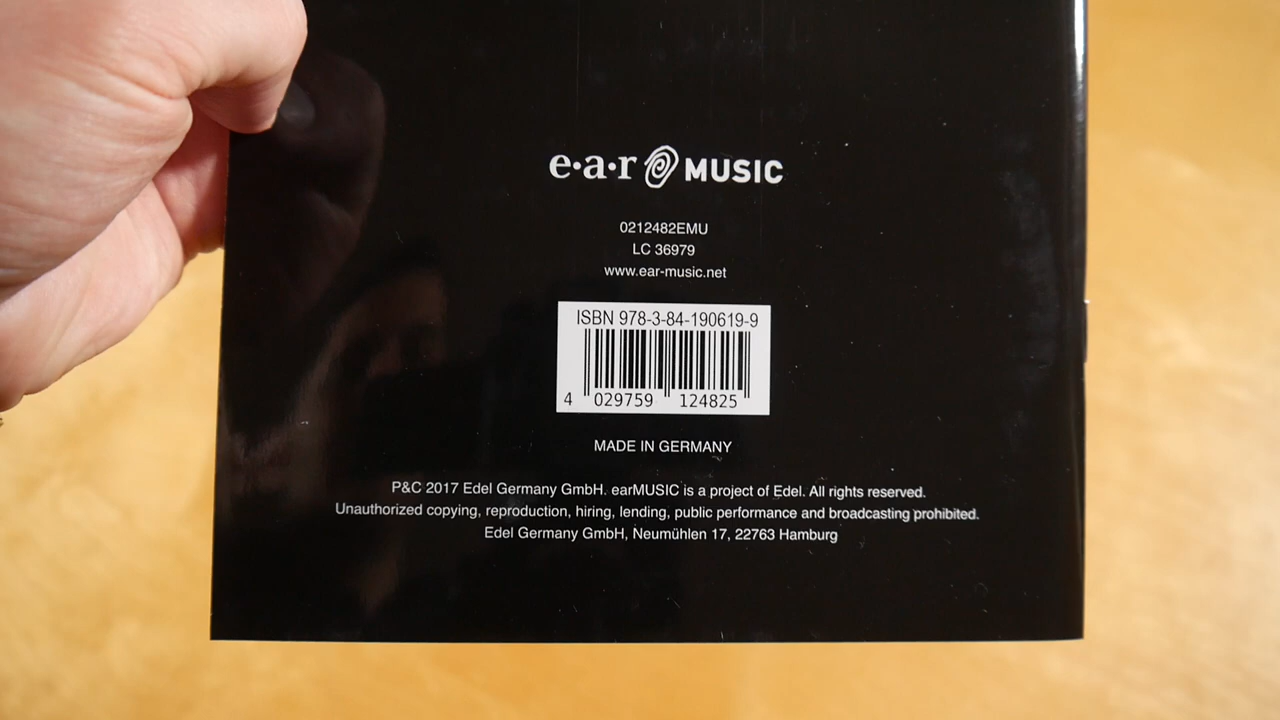 e·a·r MUSIC
0212482EMU
LC 36979
www.ear-music.net
ISBN 978-3-84-190619-9
4 029759 124825
MADE IN GERMANY
P&C 2017 Edel Germany GmbH. earMUSIC is a project of Edel. All rights reserved.
Unauthorized copying, reproduction, hiring, lending, public performance and broadcasting prohibited.
Edel Germany GmbH, Neumühlen 17, 22763 Hamburg